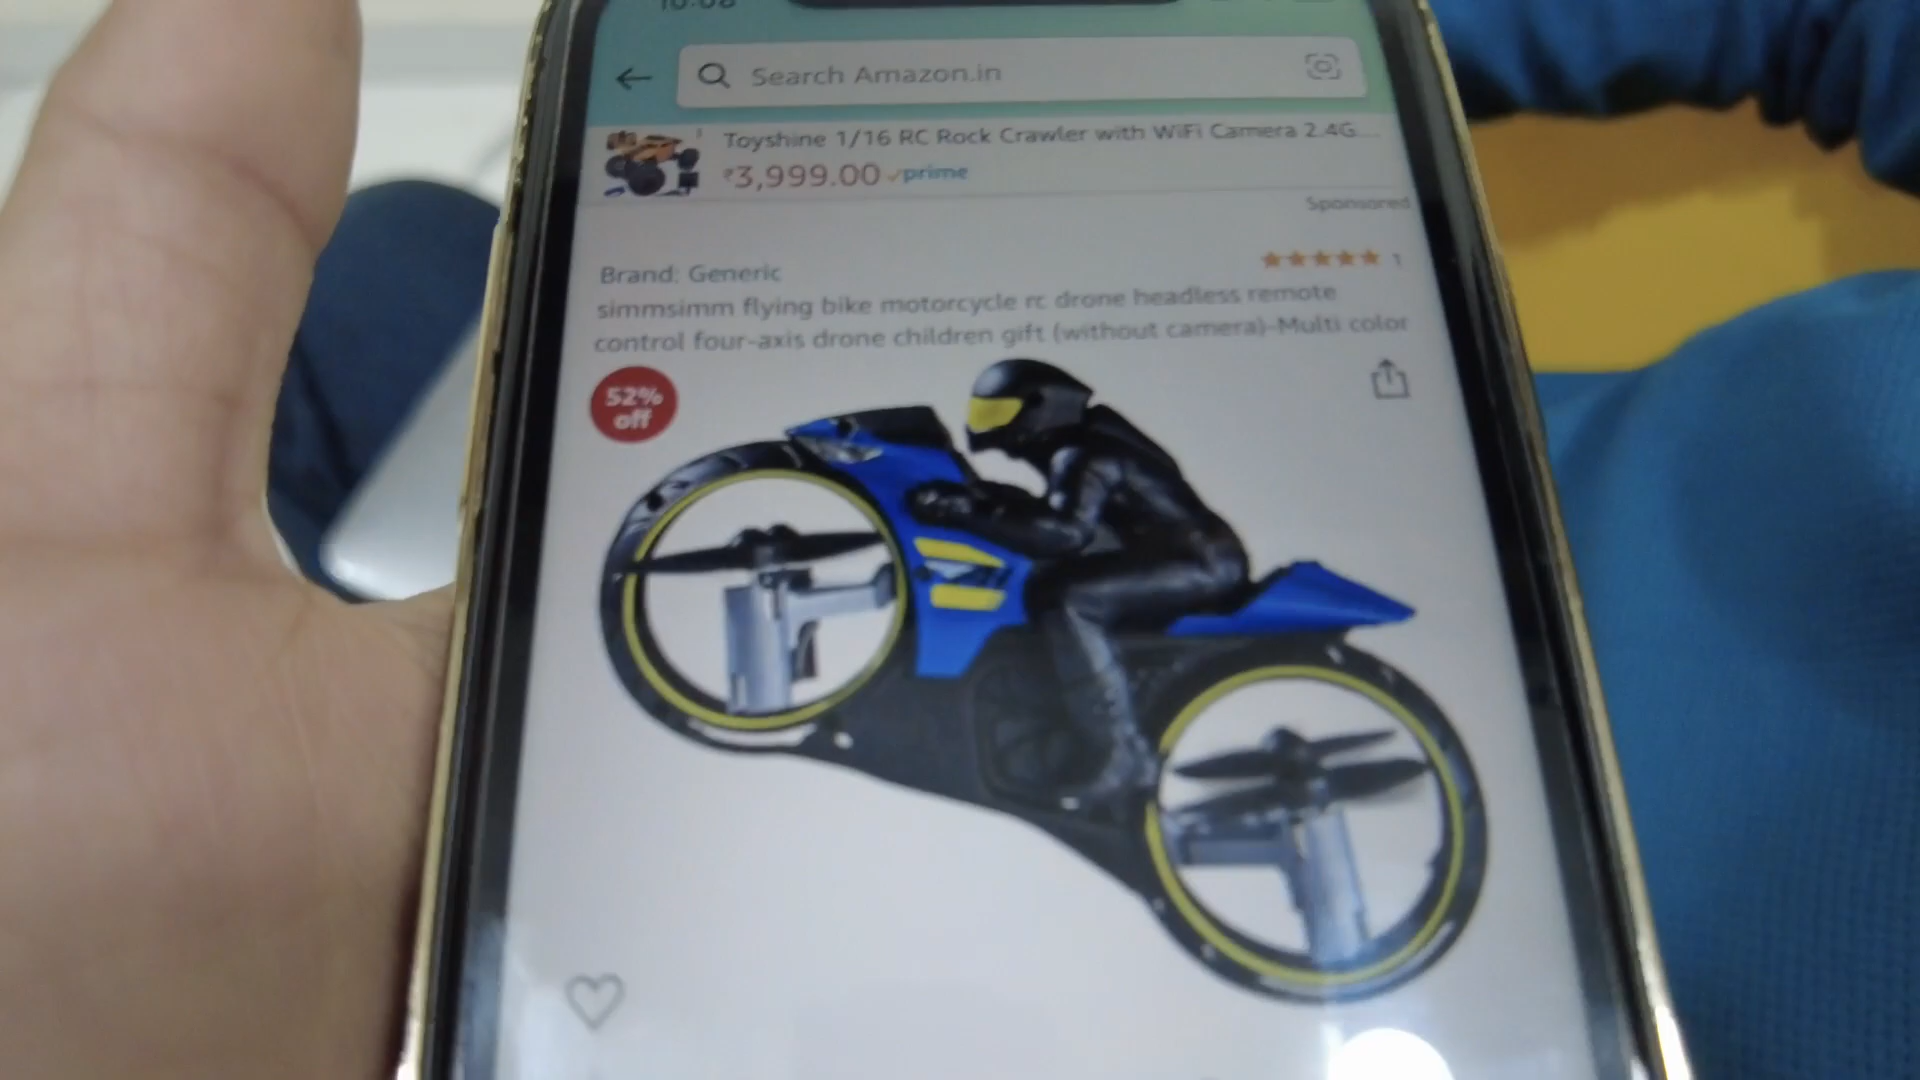 Search Amazon.in
Toyshine 1/16 RC Rock Crawler with WiFi Camera 2.4G...
₹3,999.00 prime
Sponsored
Brand: Generic
1
simmsimm flying bike motorcycle rc drone headless remote
control four-axis drone children gift (without camera)-Multi color
52%
off